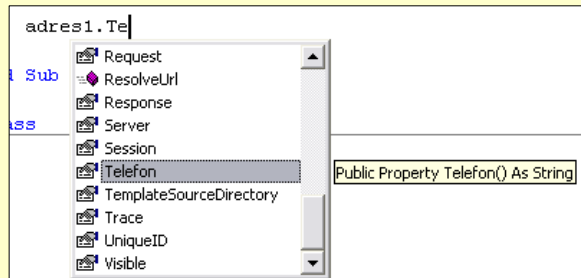 adres1.Te
Request
d Sub
ResolveUrl
Response
ass
Server
Session
Telefon
Public Property Telefon() As String
TemplateSourceDirectory
Trace
UniqueID
Visible